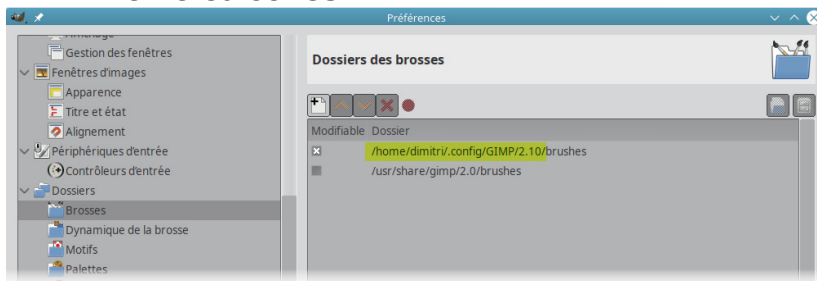 Préférences
Gestion des fenêtres
Fenêtres d'images
Apparence
Titre et état
Alignement
Périphériques d'entrée
Contrôleurs d'entrée
Dossiers
Brosses
Dynamique de la brosse
Motifs
Palettes
Dossiers des brosses
Modifiable Dossier
/home/dimitri/.config/GIMP/2.10/brushes
/usr/share/gimp/2.0/brushes